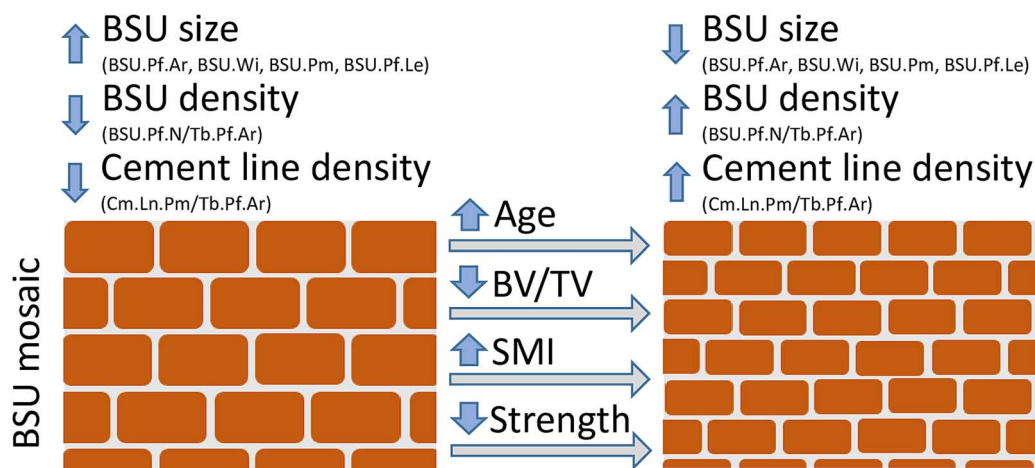 BSU size
(BSU.Pf.Ar, BSU.Wi, BSU.Pm, BSU.Pf.Le)
BSU density
(BSU.Pf.N/Tb.Pf.Ar)
Cement line density
(Cm.Ln.Pm/Tb.Pf.Ar)
BSU mosaic
Age
BV/TV
SMI
Strength
BSU size
(BSU.Pf.Ar, BSU.Wi, BSU.Pm, BSU.Pf.Le)
BSU density
(BSU.Pf.N/Tb.Pf.Ar)
Cement line density
(Cm.Ln.Pm/Tb.Pf.Ar)